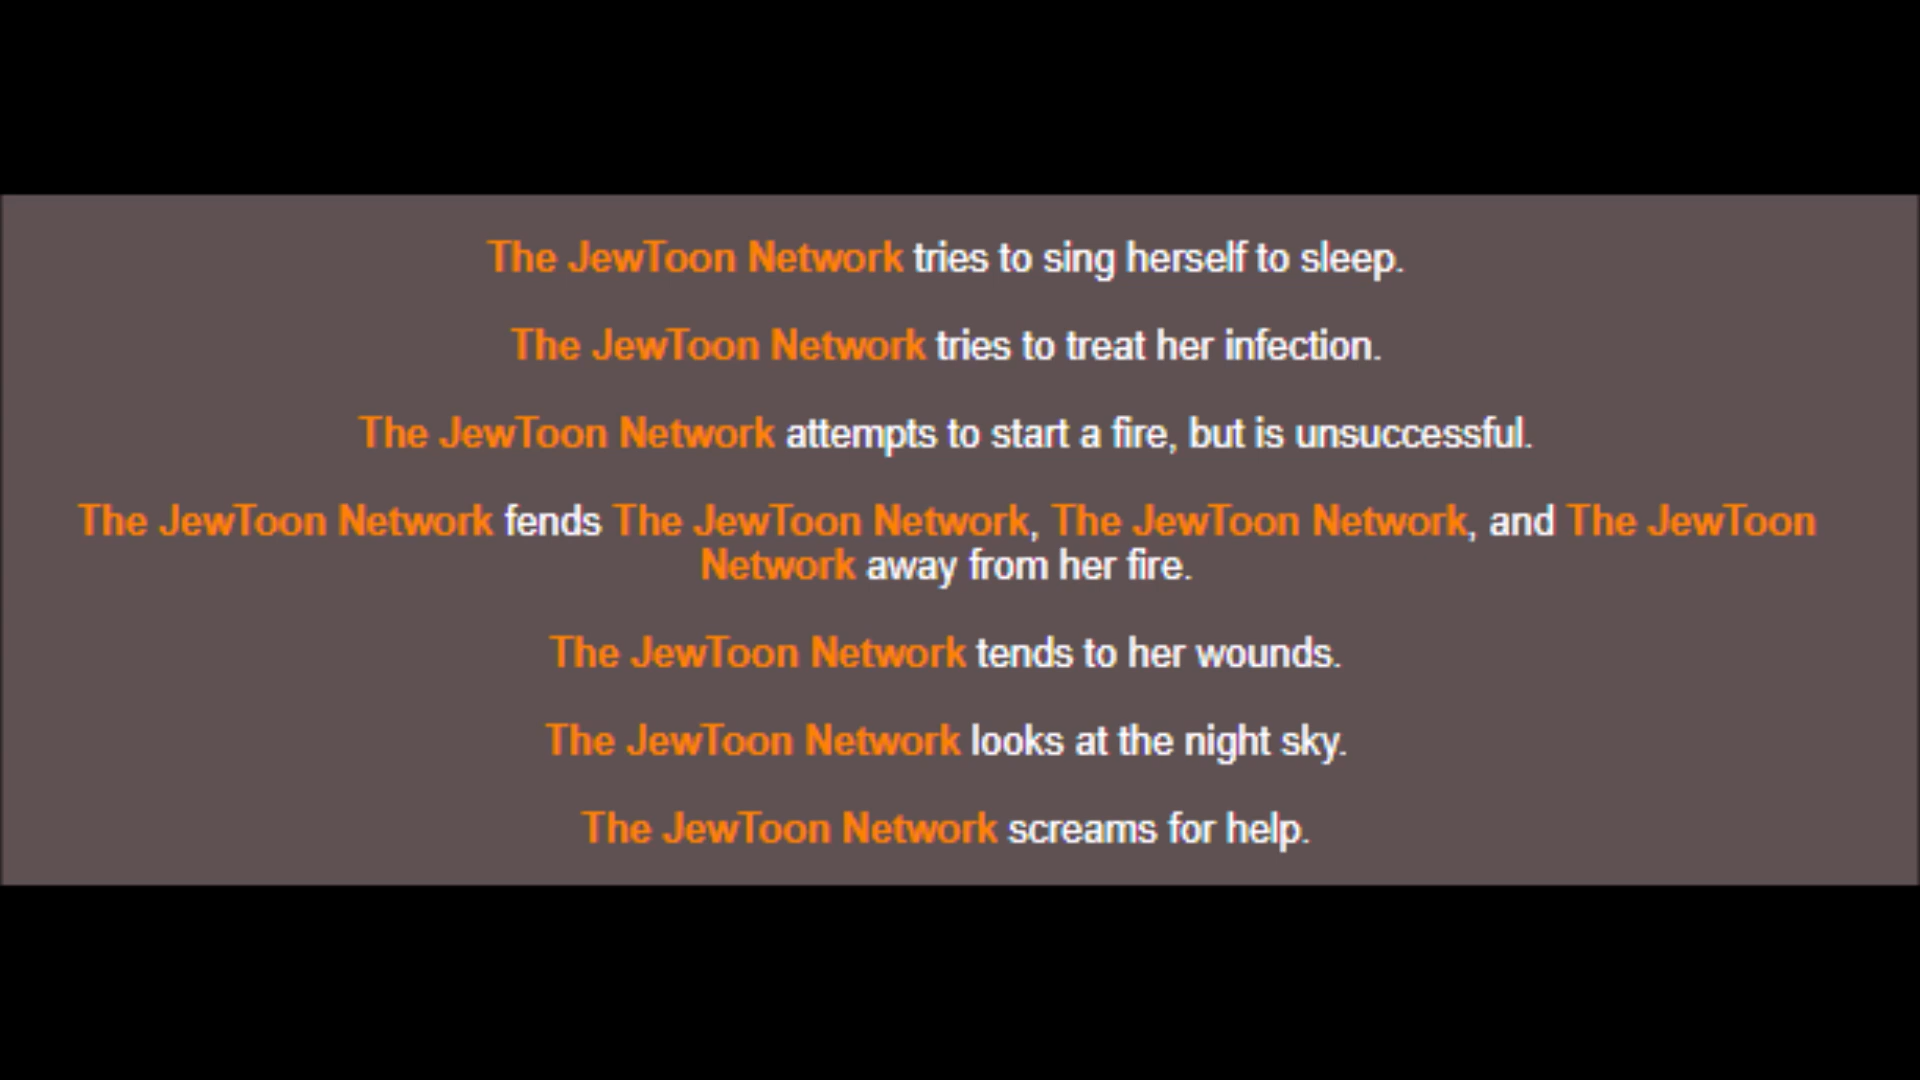 The JewToon Network tries to sing herself to sleep.
The JewToon Network tries to treat her infection.
The JewToon Network attempts to start a fire, but is unsuccessful.
The JewToon Network fends The JewToon Network, The JewToon Network, and The JewToon
Network away from her fire.
The JewToon Network tends to her wounds.
The JewToon Network looks at the night sky.
The JewToon Network screams for help.